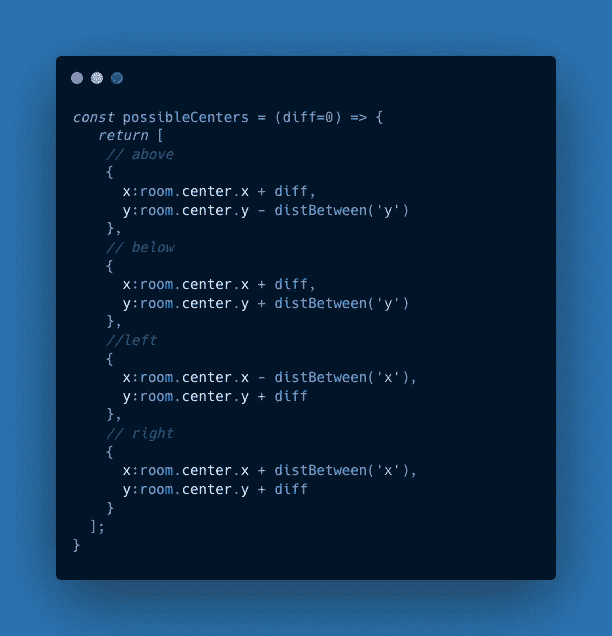 const possibleCenters = (diff=0) => {
return [
// above
{
x:room.center.x + diff,
y:room.center.y - distBetween('y')
},
// below
{
x:room.center.x + diff,
y:room.center.y + distBetween('y')
},
//left
{
x:room.center.x - distBetween('x'),
y:room.center.y + diff
},
// right
{
x:room.center.x + distBetween('x'),
y:room.center.y + diff
}
];
}